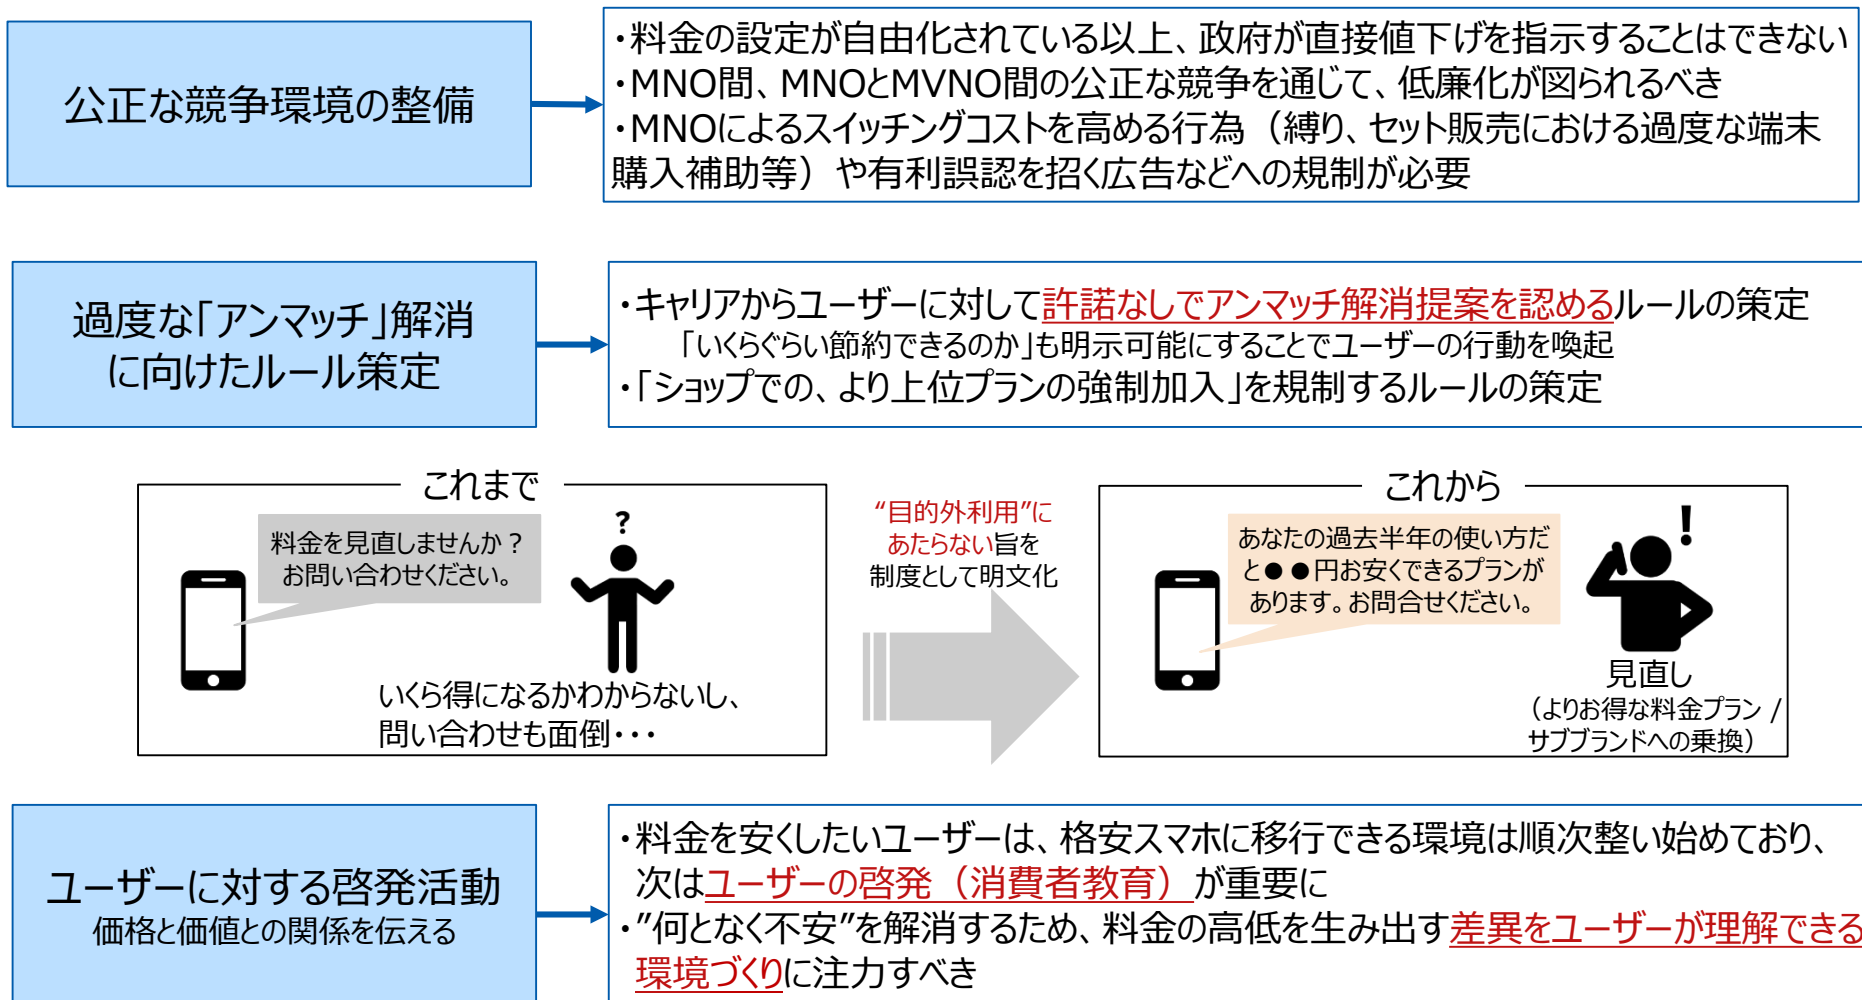 公正な競争環境の整備
・料金の設定が自由化されている以上、政府が直接値下げを指示することはできない
・MNO間、MNOとMVNO間の公正な競争を通じて、低廉化が図られるべき
・MNOによるスイッチングコストを高める行為（縛り、セット販売における過度な端末
購入補助等）や有利誤認を招く広告などへの規制が必要
過度な「アンマッチ」解消
に向けたルール策定
・キャリアからユーザーに対して許諾なしでアンマッチ解消提案を認めるルールの策定
「いくらぐらい節約できるのか」も明示可能にすることでユーザーの行動を喚起
・「ショップでの、より上位プランの強制加入」を規制するルールの策定
これまで
料金を見直しませんか？
お問い合わせください。
?
いくら得になるかわからないし、
問い合わせも面倒・・・
“目的外利用”に
あたらない旨を
制度として明文化
これから
あなたの過去半年の使い方だ
と●●円お安くできるプランが
あります。お問合せください。
!
見直し
（よりお得な料金プラン /
サブブランドへの乗換）
ユーザーに対する啓発活動
価格と価値との関係を伝える
・料金を安くしたいユーザーは、格安スマホに移行できる環境は順次整い始めており、
次はユーザーの啓発（消費者教育）が重要に
・”何となく不安”を解消するため、料金の高低を生み出す差異をユーザーが理解できる
環境づくりに注力すべき